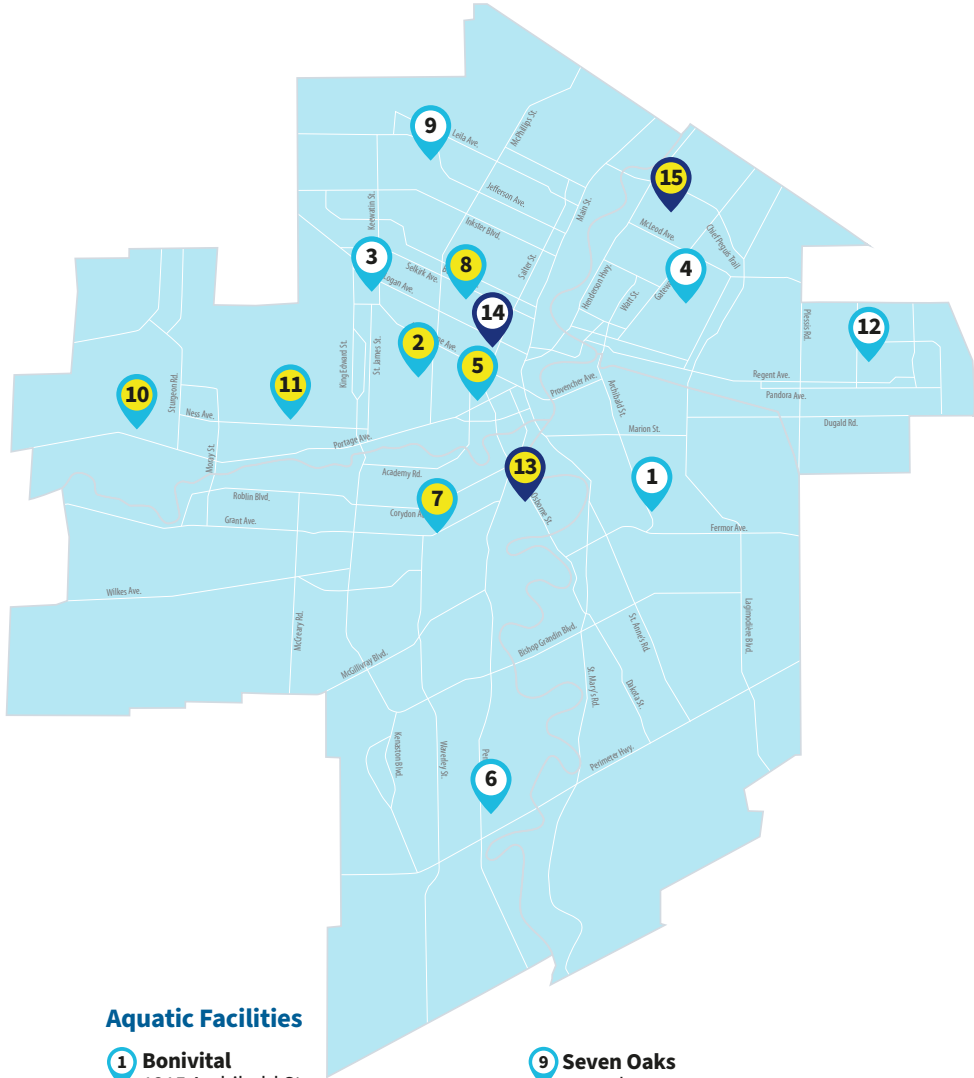 9
Leila Ave.
McPhillips St.
15
Jefferson Ave.
Keewatin St.
Main St.
McLeod Ave.
Inkster Blvd.
Chief Peguis Trail
3
Selkirk Ave.
8
Salter St.
4
Logan Ave.
Henderson Hwy.
Watt St.
14
12
Plessis Rd.
2
King Edward St.
St. James St.
5
Regent Ave.
10
Sturgeon Rd.
11
Provencher Ave.
Archibald St.
Pandora Ave.
Ness Ave.
Dugald Rd.
Marion St.
Portage Ave.
Moray St.
13
Academy Rd.
1
7
Roblin Blvd.
Osborne St.
Corydon
Grant Ave.
Fermor Ave.
Wilkes Ave.
McCreary Rd.
Lagimodière Blvd.
St. Anne's Rd.
Bishop Grandin Blvd.
McGillivray Blvd.
St. Mary's Rd.
Dakota St.
Kenaston Blvd.
Waverley St.
Perimeter Hwy.
6
Aquatic Facilities
1 Bonivital
9 Seven Oaks